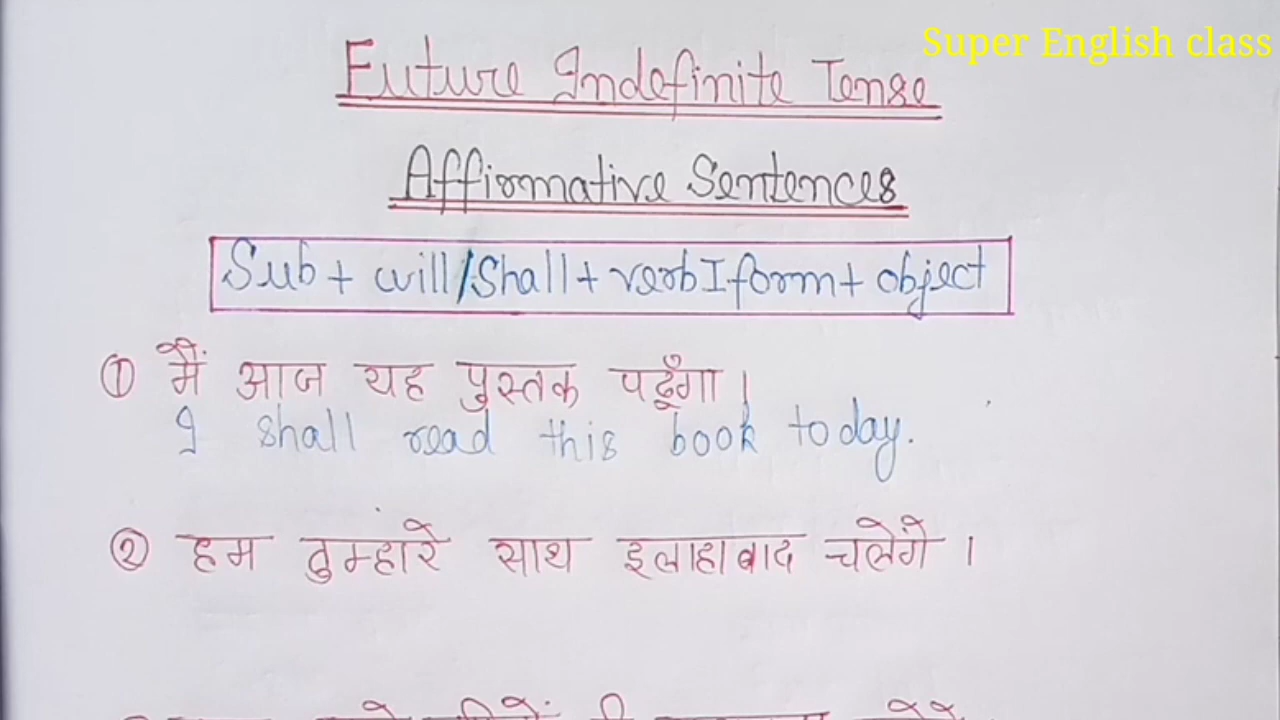 Super English class
Future Indefinite Tense
Affirmative Sentences
Sub + will/Shall + verb I form + object
① मैं आज यह पुस्तक पढूँगा ।
I shall read this book today.
② हम तुम्हारे साथ इलाहाबाद चलेंगे ।